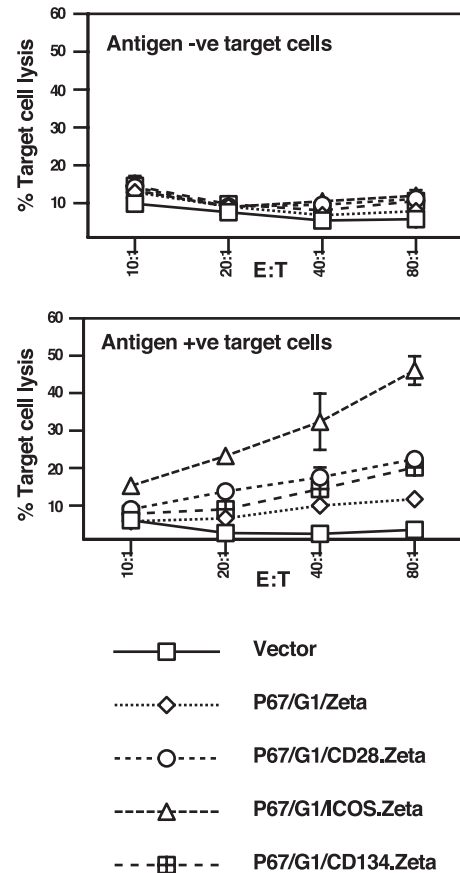 60
Antigen -ve target cells
50
40
30
20
10
% Target cell lysis
10:1
20:1
40:1
80:1
E:T
60
Antigen +ve target cells
50
40
30
20
10
% Target cell lysis
10:1
20:1
40:1
80:1
E:T
Vector
P67/G1/Zeta
P67/G1/CD28.Zeta
P67/G1/ICOS.Zeta
P67/G1/CD134.Zeta